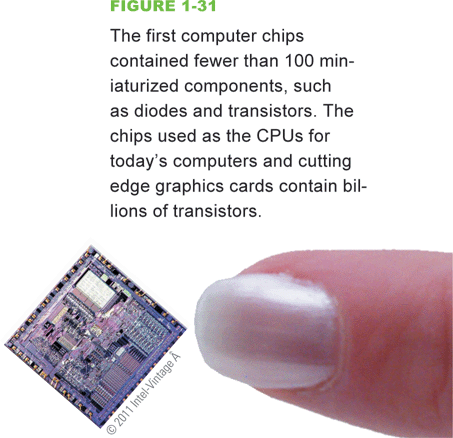 FIGURE 1-31
The first computer chips
contained fewer than 100 min-
iaturized components, such
as diodes and transistors. The
chips used as the CPUs for
today's computers and cutting
edge graphics cards contain bil-
lions of transistors.
© 2011 Intel-Vintage Â